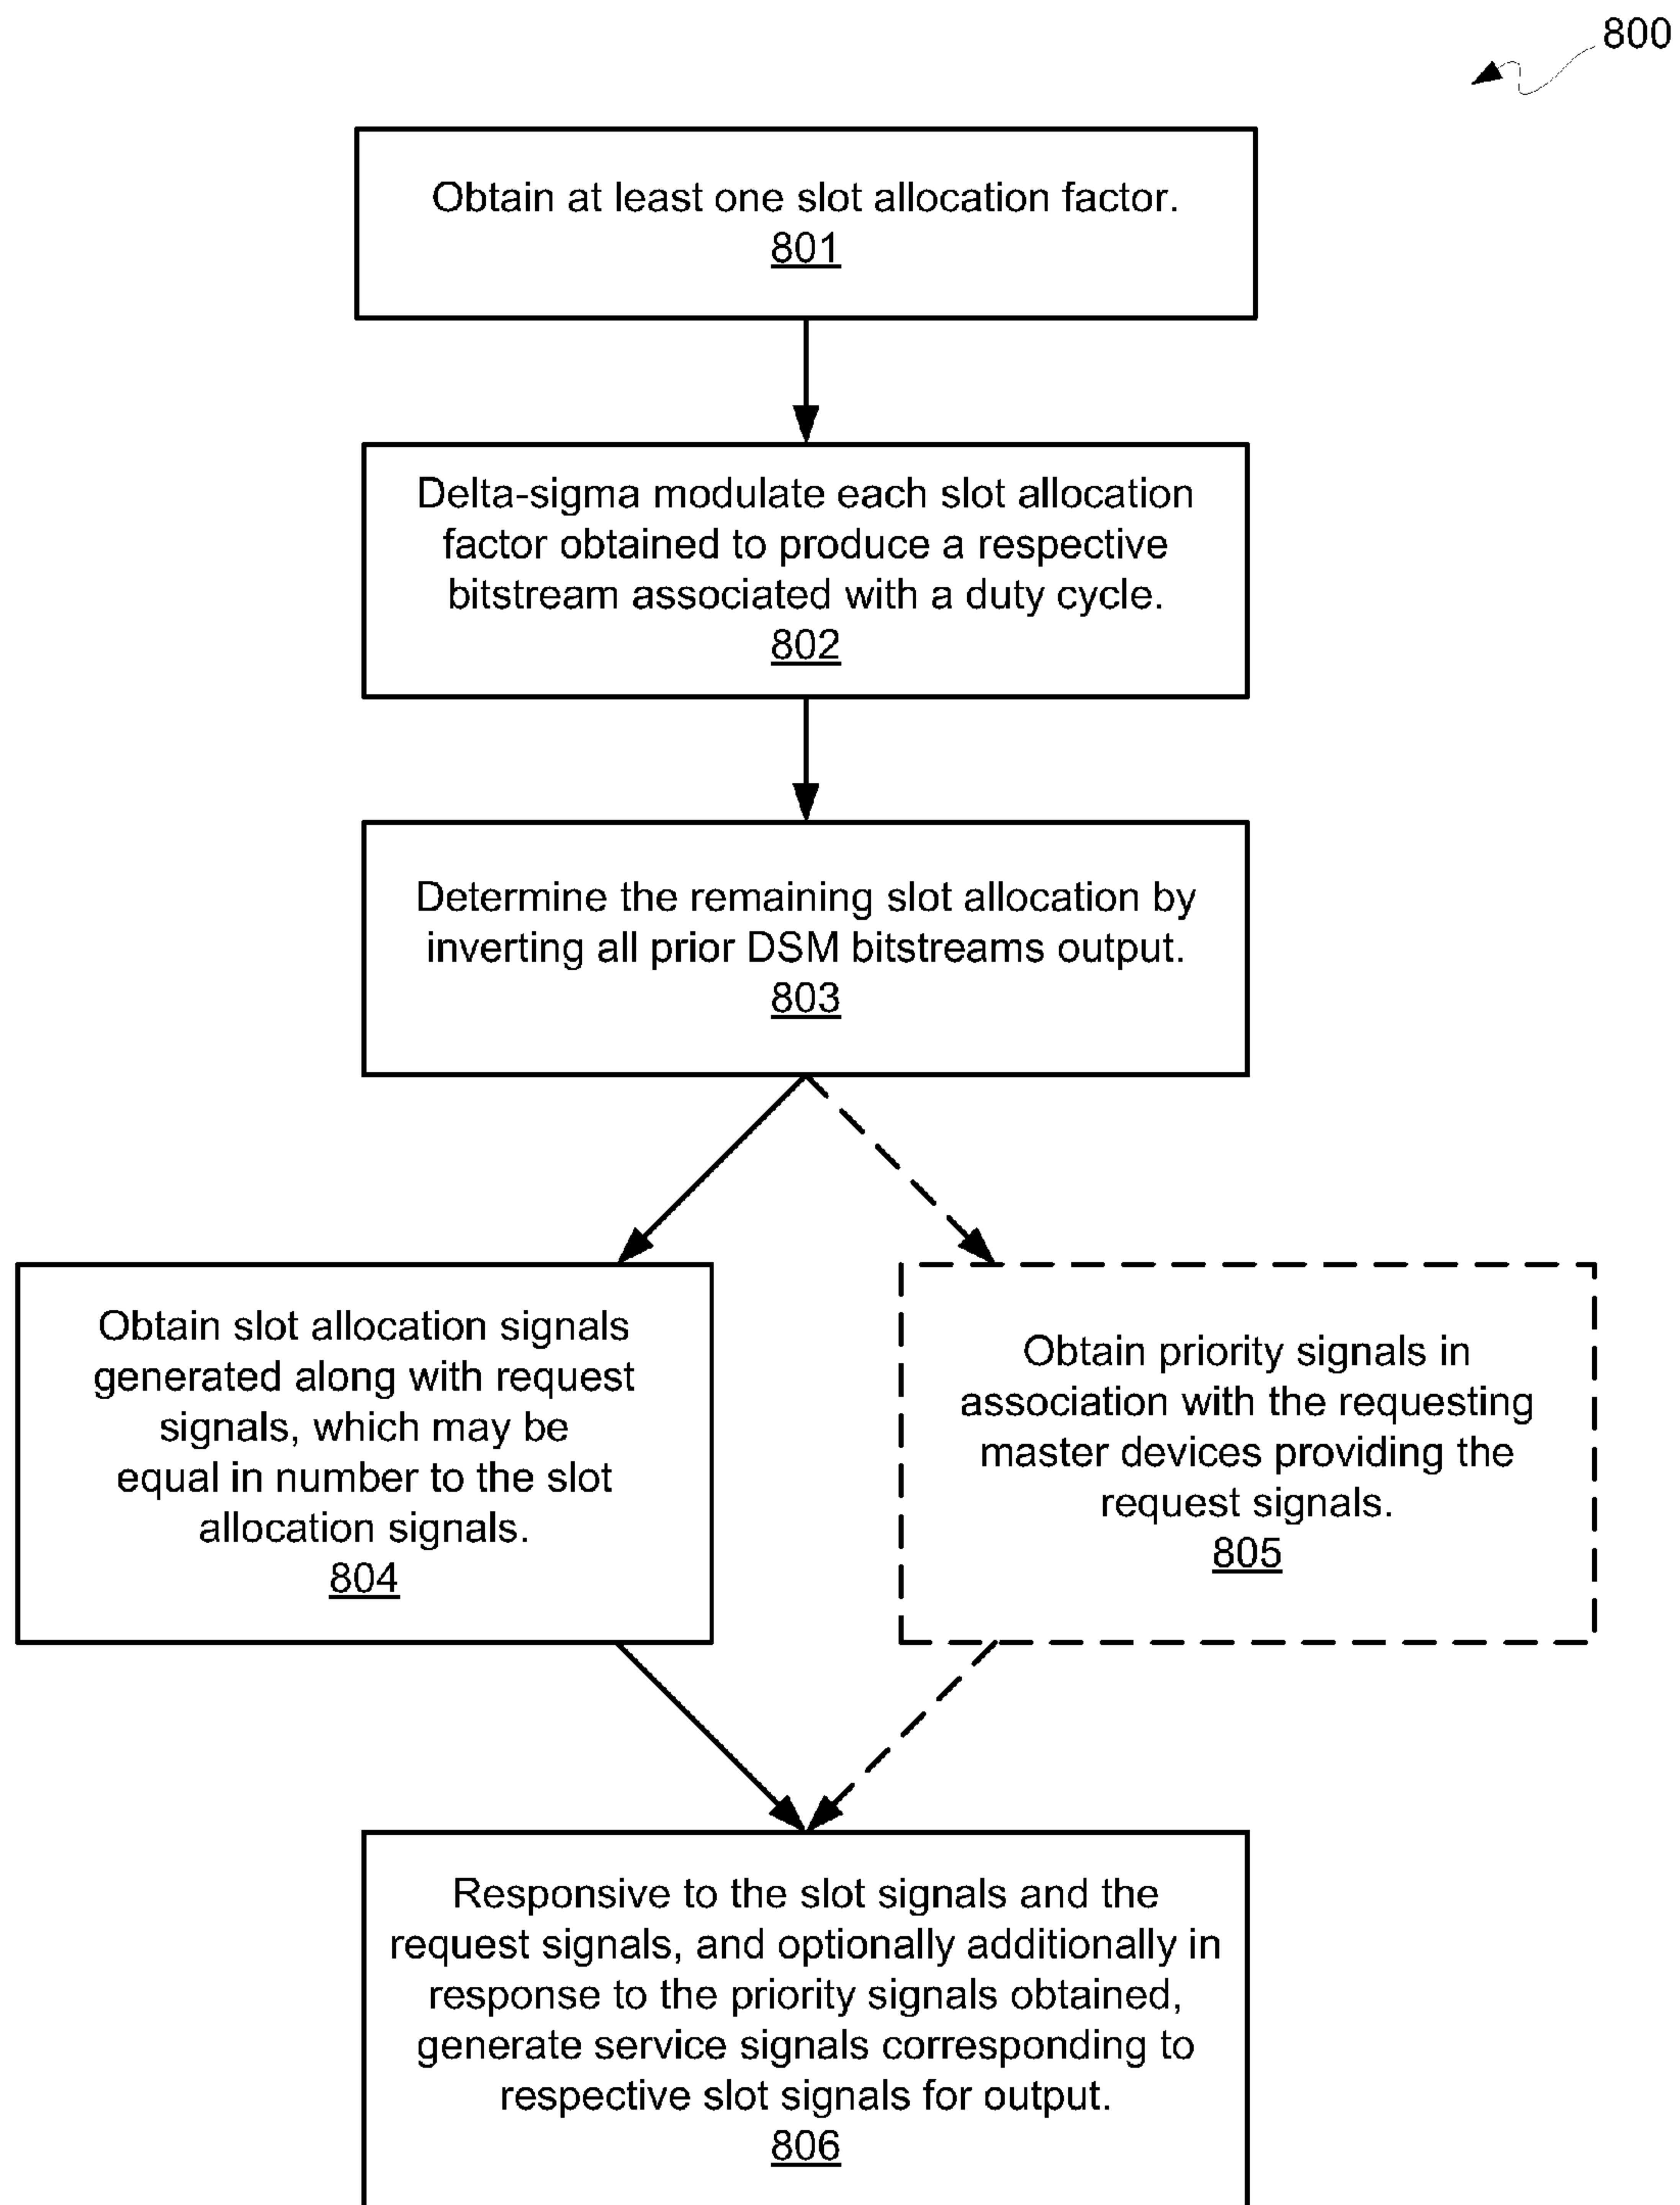 800
Obtain at least one slot allocation factor.
801
Delta-sigma modulate each slot allocation
factor obtained to produce a respective
bitstream associated with a duty cycle.
802
Determine the remaining slot allocation by
inverting all prior DSM bitstreams output.
803
Obtain slot allocation signals
generated along with request
signals, which may be
equal in number to the slot
allocation signals.
804
Obtain priority signals in
association with the requesting
master devices providing the
request signals.
805
Responsive to the slot signals and the
request signals, and optionally additionally in
response to the priority signals obtained,
generate service signals corresponding to
respective slot signals for output.
806